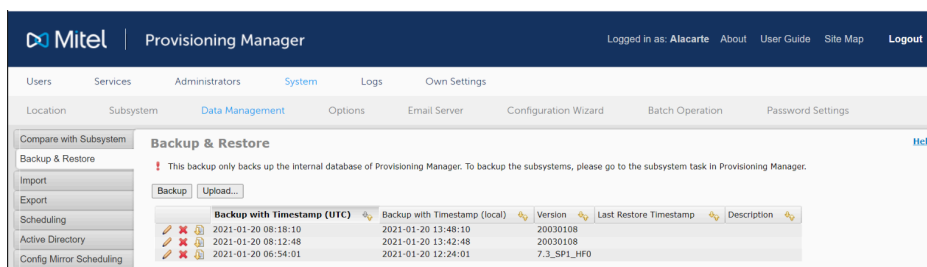 Mitel | Provisioning Manager Logged in as: Alacarte About User Guide Site Map Logout
Users Services Administrators System Logs Own Settings
Location Subsystem Data Management Options Email Server Configuration Wizard Batch Operation Password Settings
Compare with Subsystem
Backup & Restore
Import
Export
Scheduling
Active Directory
Config Mirror Scheduling
Backup & Restore
Hel
! This backup only backs up the internal database of Provisioning Manager. To backup the subsystems, please go to the subsystem task in Provisioning Manager.
Backup Upload...
Backup with Timestamp (UTC) Backup with Timestamp (local) Version Last Restore Timestamp Description
2021-01-20 08:18:10 2021-01-20 13:48:10 20030108
2021-01-20 08:12:48 2021-01-20 13:42:48 20030108
2021-01-20 06:54:01 2021-01-20 12:24:01 7.3_SP1_HF0